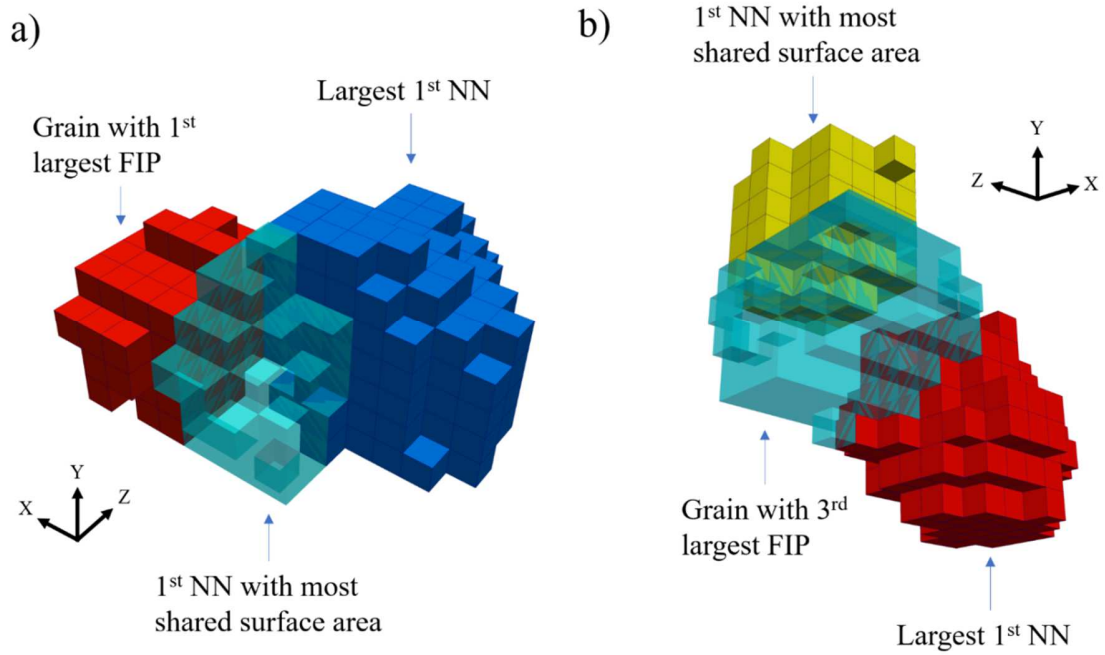 a)
Largest 1st NN
Grain with 1st
largest FIP
Y
X
Z
1st NN with most
shared surface area
b)
1st NN with most
shared surface area
Y
Z
X
Grain with 3rd
largest FIP
Largest 1st NN